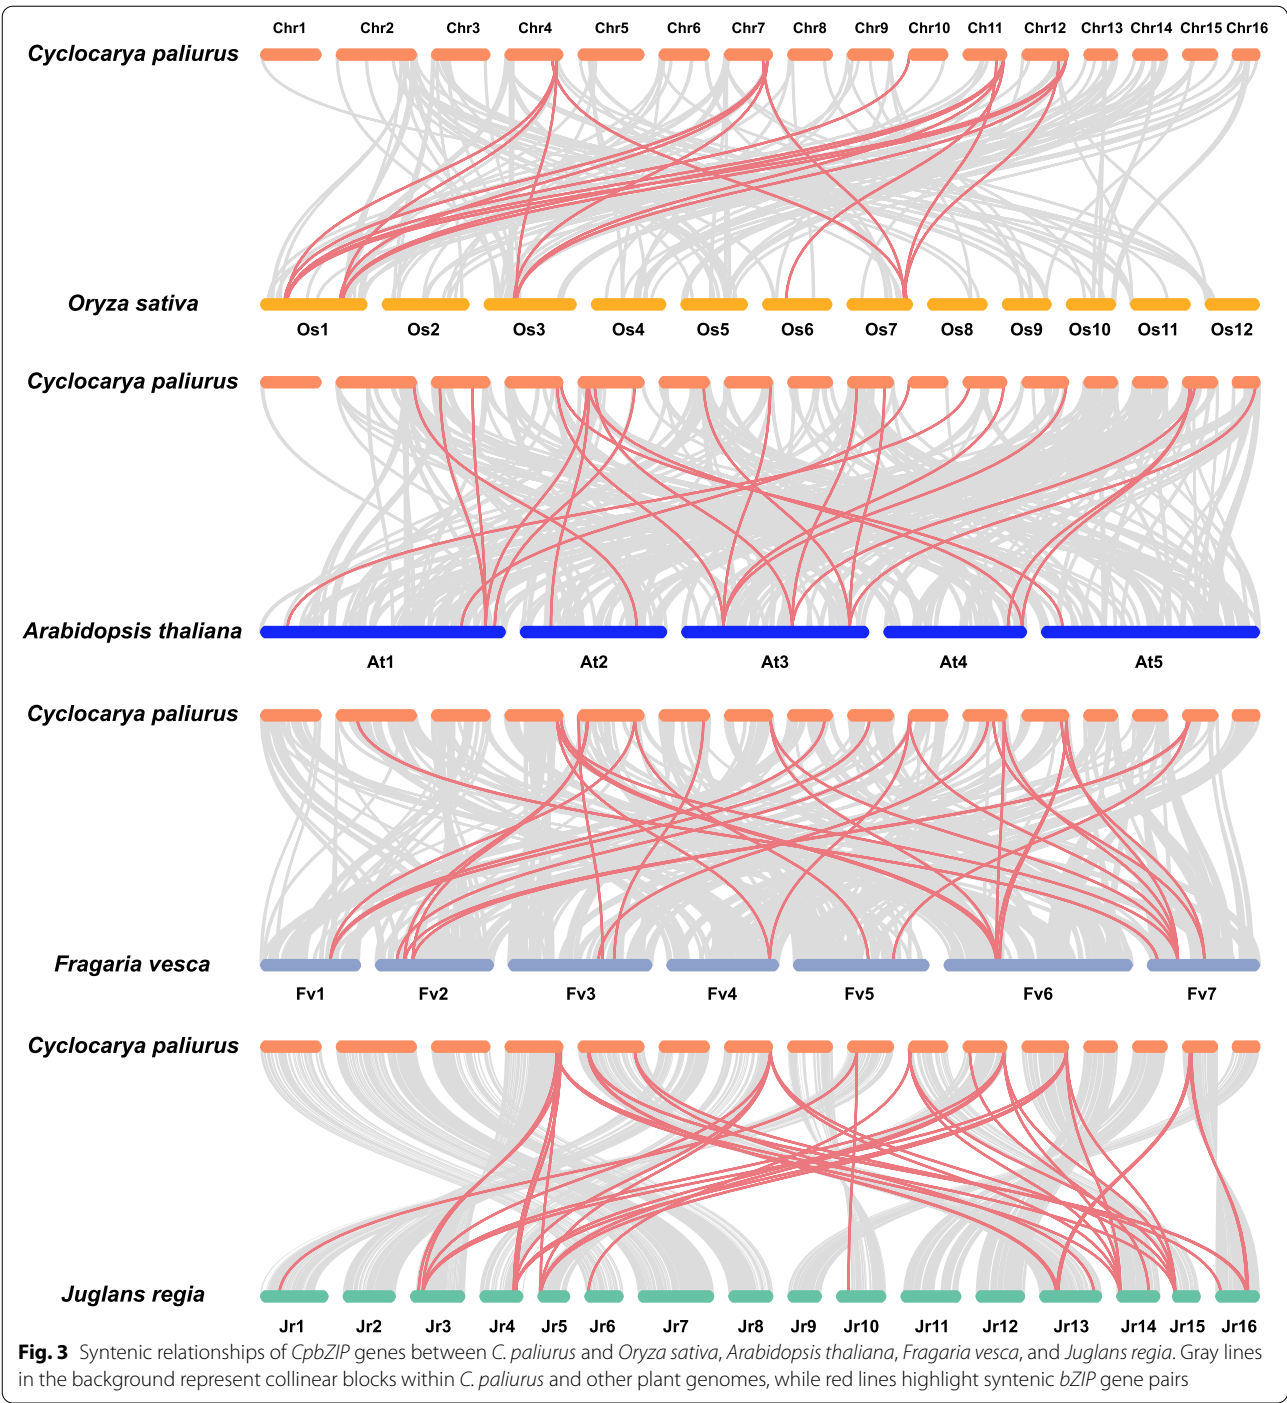 Chr1 Chr2 Chr3 Chr4 Chr5 Chr6 Chr7 Chr8 Chr9 Chr10 Ch11 Chr12 Chr13 Chr14 Chr15 Chr16
Cyclocarya paliurus
Oryza sativa
Os1 Os2 Os3 Os4 Os5 Os6 Os7 Os8 Os9 Os10 Os11 Os12
Cyclocarya paliurus
Arabidopsis thaliana
At1 At2 At3 At4 At5
Cyclocarya paliurus
Fragaria vesca
Fv1 Fv2 Fv3 Fv4 Fv5 Fv6 Fv7
Cyclocarya paliurus
Juglans regia
Jr1 Jr2 Jr3 Jr4 Jr5 Jr6 Jr7 Jr8 Jr9 Jr10 Jr11 Jr12 Jr13 Jr14 Jr15 Jr16
Fig. 3 Syntenic relationships of CpbZIP genes between C. paliurus and Oryza sativa, Arabidopsis thaliana, Fragaria vesca, and Juglans regia. Gray lines
in the background represent collinear blocks within C. paliurus and other plant genomes, while red lines highlight syntenic bZIP gene pairs